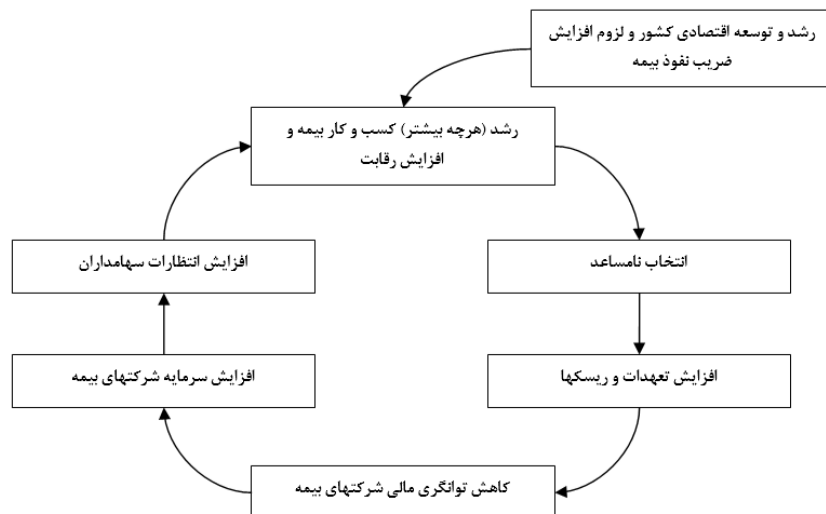 رشد و توسعه اقتصادی کشور و لزوم افزایش
ضریب نفوذ بیمه
رشد (هرچه بیشتر) کسب و کار بیمه و
افزایش رقابت
انتخاب نامساعد
افزایش تعهدات و ریسکها
کاهش توانگری مالی شرکتهای بیمه
افزایش سرمایه شرکتهای بیمه
افزایش انتظارات سهامداران